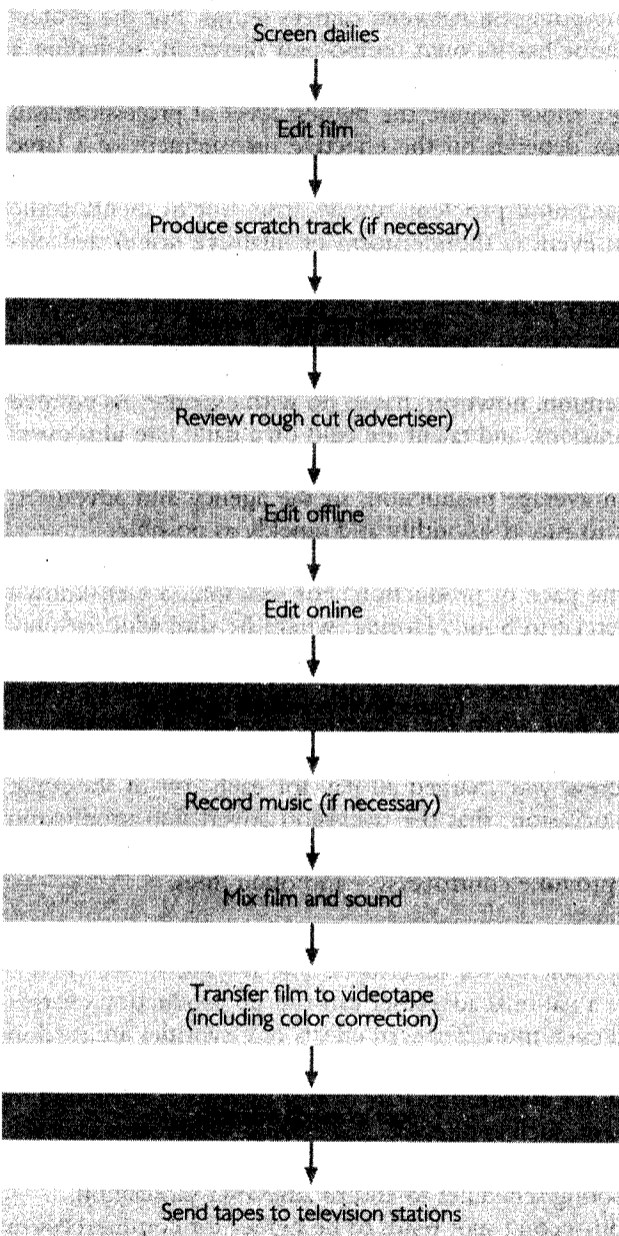 Screen dailies
Edit film
Produce scratch track (if necessary)
Review rough cut (advertiser)
Edit offline
Edit online
Record music (if necessary)
Mix film and sound
Transfer film to videotape
(including color correction)
Send tapes to television stations